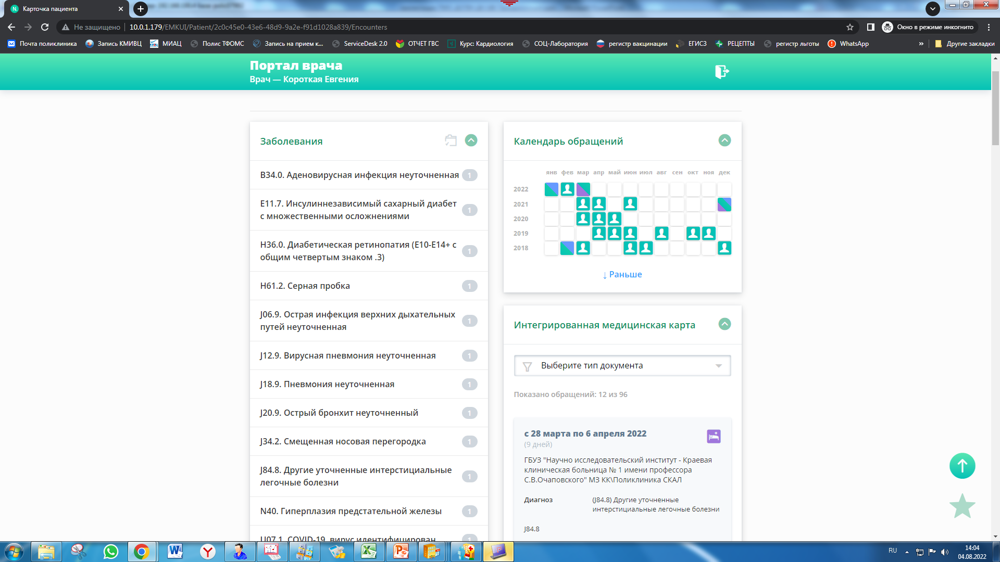 Карточка пациента
Не защищено
10.0.1.179/EMKUI/Patient/2c0c45e0-43e6-48d9-9a2e-f91d1028a839/Encounters
Окно в режиме инкогнито
Почта поликлиника
Запись КМИВЦ
МИАЦ
Полис ТФОМС
Запись на прием к...
ServiceDesk 2.0
ОТЧЕТ ГВС
Курс: Кардиология
СОЦ-Лаборатория
регистр вакцинации
ЕГИСЗ
РЕЦЕПТЫ
регистр льготы
WhatsApp
»
Другие закладки
Портал врача
Врач — Короткая Евгения
Заболевания
B34.0. Аденовирусная инфекция неуточненная 1
E11.7. Инсулиннезависимый сахарный диабет
с множественными осложнениями 1
H36.0. Диабетическая ретинопатия (E10-E14+ с
общим четвертым знаком .3) 1
H61.2. Серная пробка 1
J06.9. Острая инфекция верхних дыхательных
путей неуточненная 1
J12.9. Вирусная пневмония неуточненная 1
J18.9. Пневмония неуточненная 1
J20.9. Острый бронхит неуточненный 1
J34.2. Смещенная носовая перегородка 1
J84.8. Другие уточненные интерстициальные
легочные болезни 1
N40. Гиперплазия предстательной железы 1
U07.1. COVID-19, вирус идентифицирован 1
Календарь обращений
янв фев мар апр май июн июл авг сен окт ноя дек
2022
2021
2020
2019
2018
↓ Раньше
Интегрированная медицинская карта
Выберите тип документа
Показано обращений: 12 из 96
с 28 марта по 6 апреля 2022
(9 дней)
ГБУЗ "Научно исследовательский институт - Краевая
клиническая больница № 1 имени профессора
С.В.Очаповского" МЗ КК\Поликлиника СКАЛ
Диагноз
(J84.8) Другие уточненные
интерстициальные легочные болезни
J84.8
RU
14:04
04.08.2022